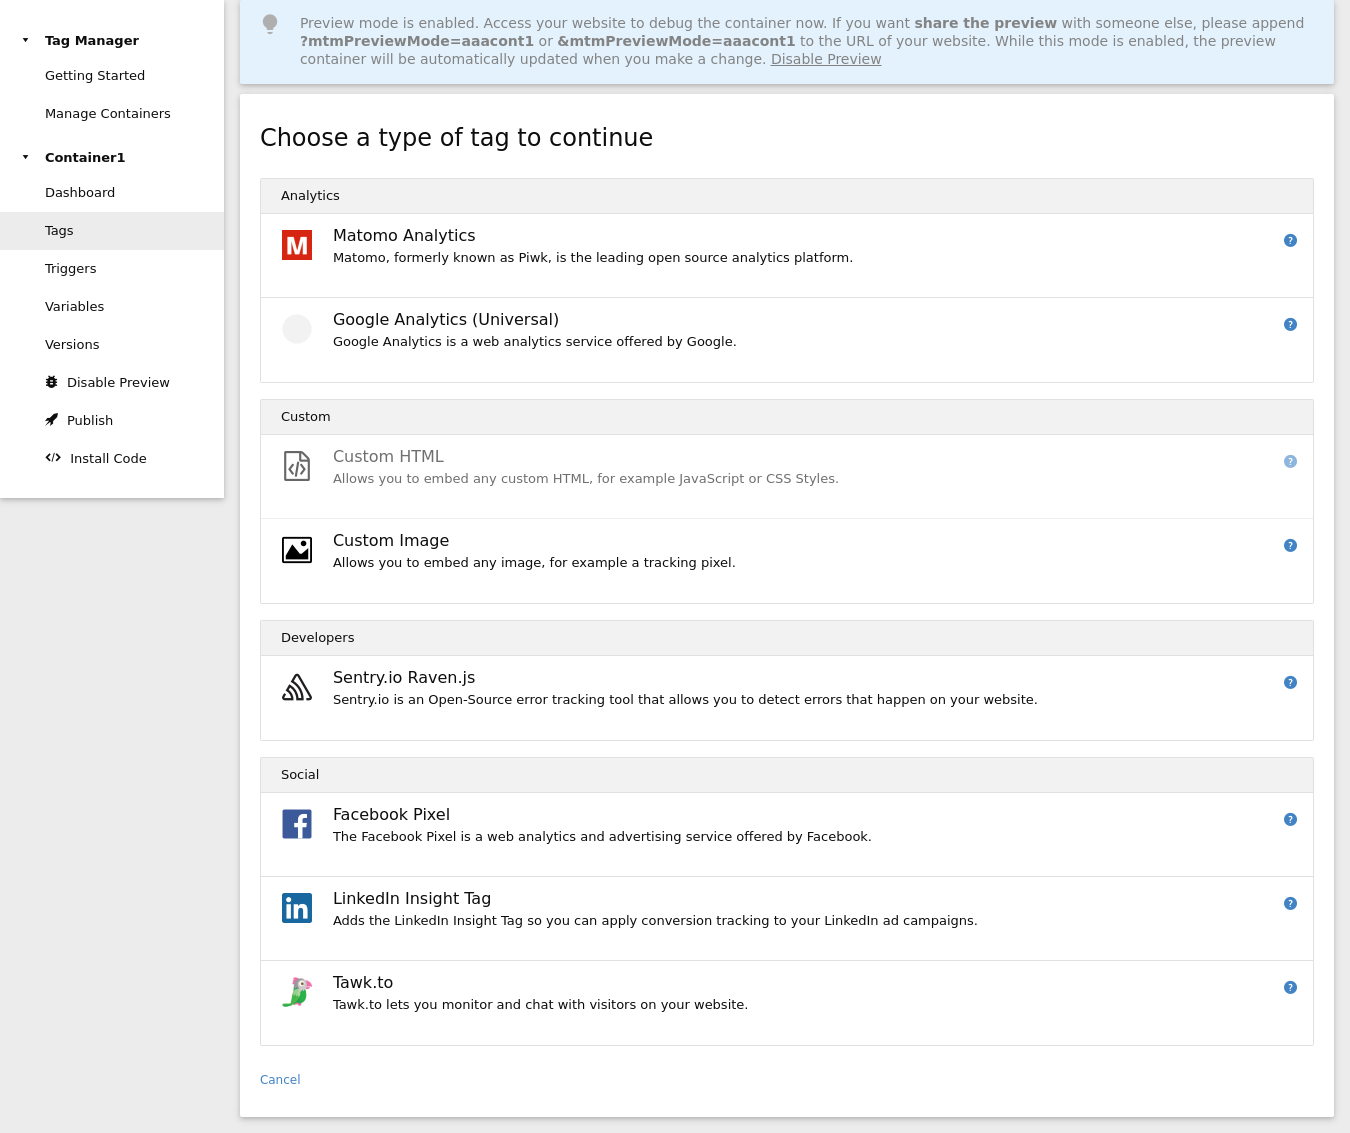 Tag Manager
Getting Started
Manage Containers
Container1
Dashboard
Tags
Triggers
Variables
Versions
Disable Preview
Publish
Install Code
Preview mode is enabled. Access your website to debug the container now. If you want share the preview with someone else, please append
?mtmPreviewMode=aaacont1 or &mtmPreviewMode=aaacont1 to the URL of your website. While this mode is enabled, the preview
container will be automatically updated when you make a change. Disable Preview
Choose a type of tag to continue
Analytics
M
Matomo Analytics
?
Matomo, formerly known as Piwk, is the leading open source analytics platform.
Google Analytics (Universal)
?
Google Analytics is a web analytics service offered by Google.
Custom
Custom HTML
?
Allows you to embed any custom HTML, for example JavaScript or CSS Styles.
Custom Image
?
Allows you to embed any image, for example a tracking pixel.
Developers
Sentry.io Raven.js
?
Sentry.io is an Open-Source error tracking tool that allows you to detect errors that happen on your website.
Social
f
Facebook Pixel
?
The Facebook Pixel is a web analytics and advertising service offered by Facebook.
in
LinkedIn Insight Tag
?
Adds the LinkedIn Insight Tag so you can apply conversion tracking to your LinkedIn ad campaigns.
Tawk.to
?
Tawk.to lets you monitor and chat with visitors on your website.
Cancel